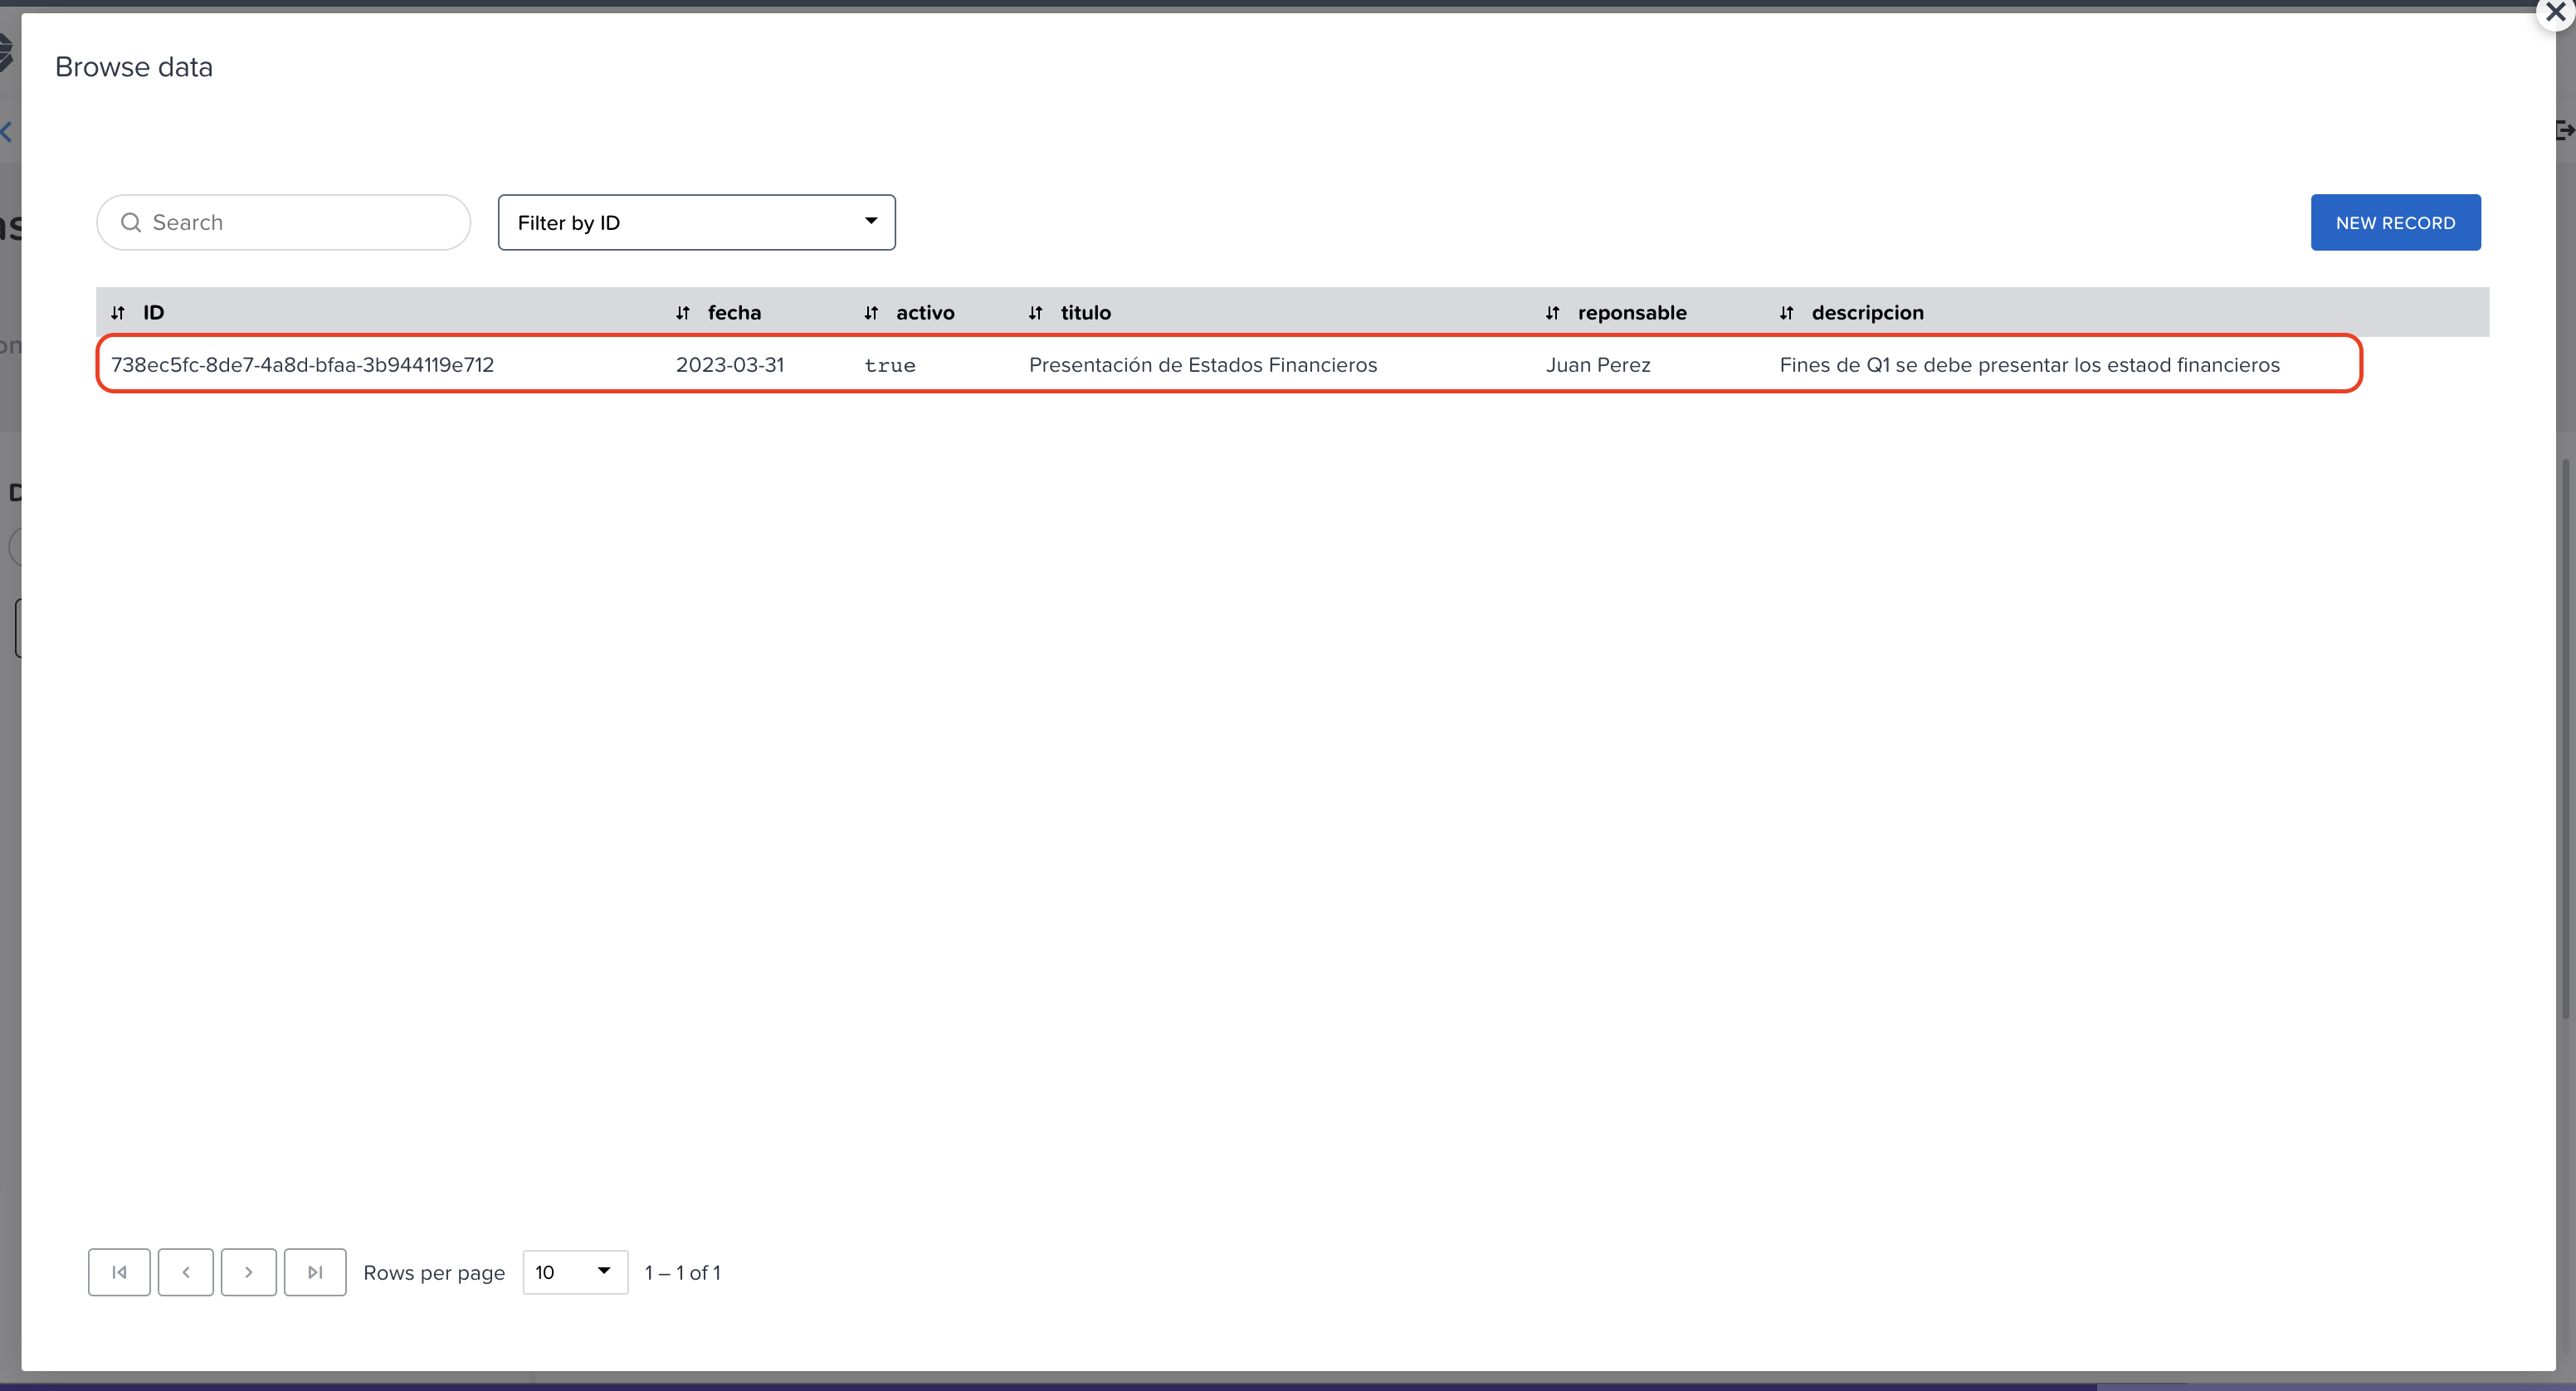 Browse data
Search
Filter by ID
NEW RECORD
ID fecha activo titulo reponsable descripcion
738ec5fc-8de7-4a8d-bfaa-3b944119e712 2023-03-31 true Presentación de Estados Financieros Juan Perez Fines de Q1 se debe presentar los estaod financieros
Rows per page 10 1 – 1 of 1